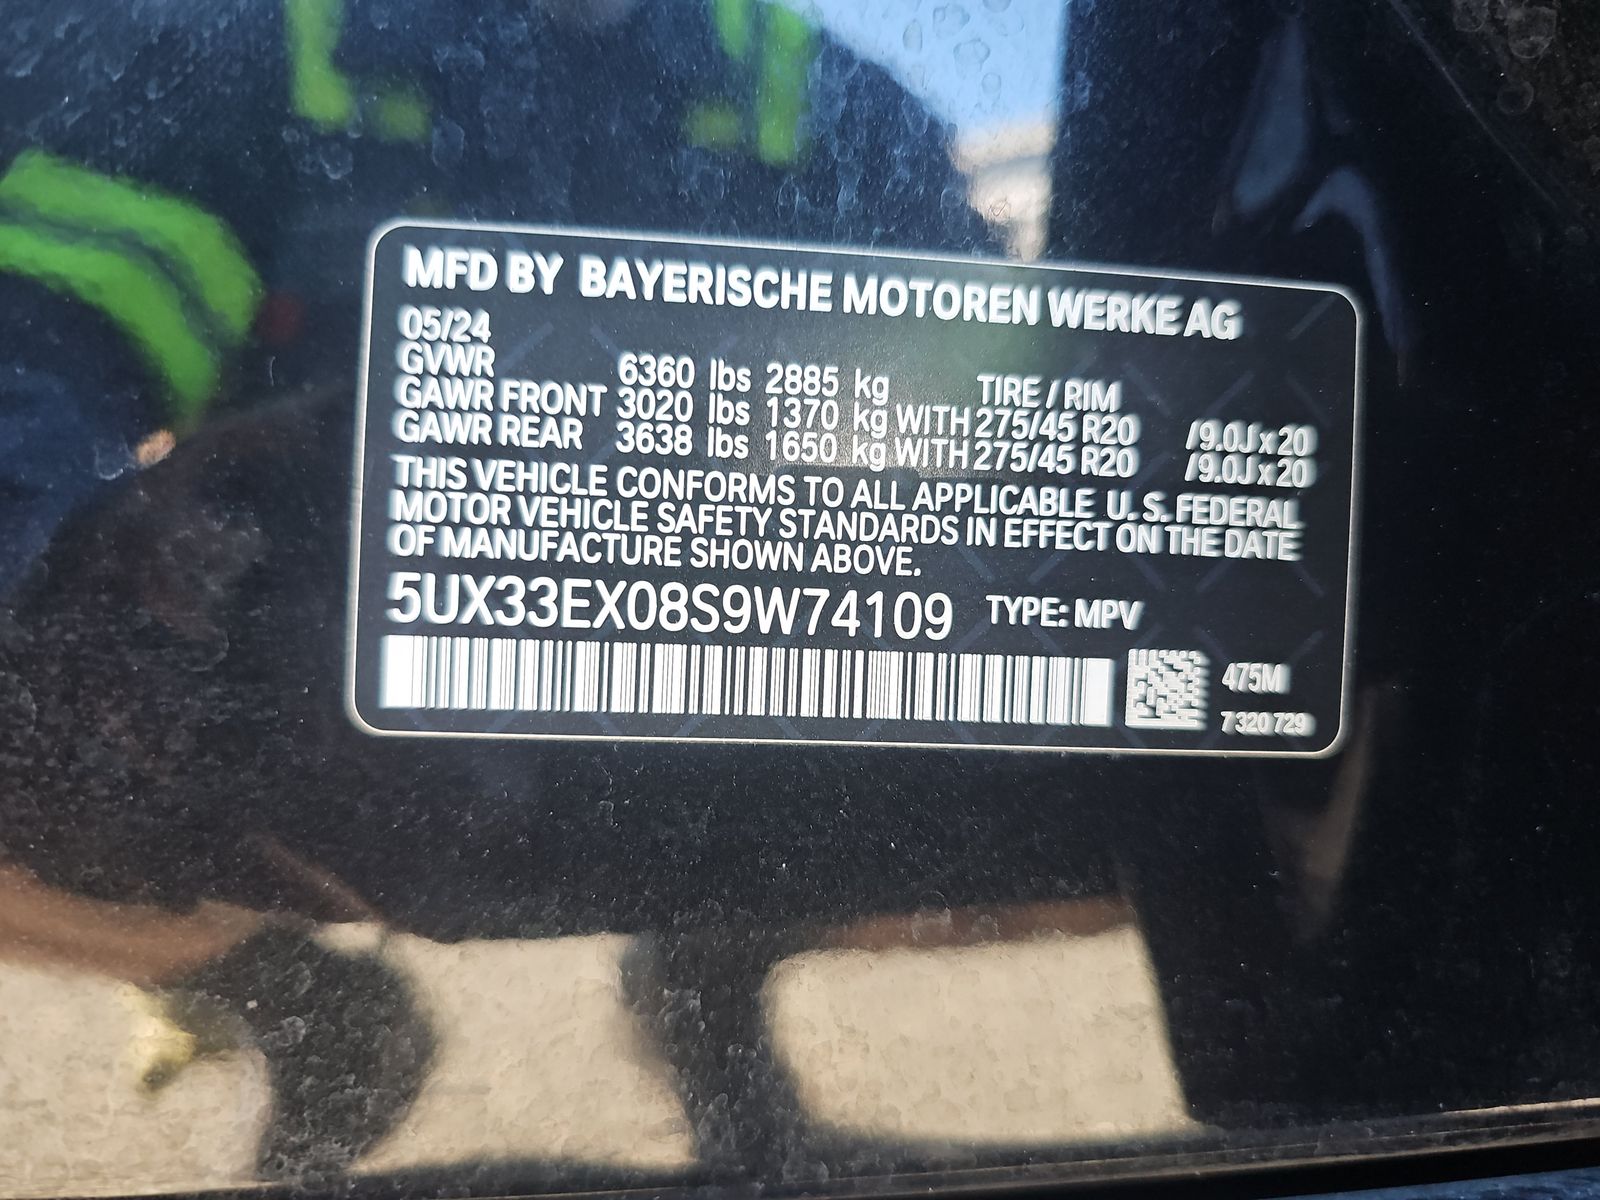 MFD BY BAYERISCHE MOTOREN WERKE AG
05/24
GVWR 6360 lbs 2885 kg TIRE / RIM
GAWR FRONT 3020 lbs 1370 kg WITH 275/45 R20 /9.0J x 20
GAWR REAR 3638 lbs 1650 kg WITH 275/45 R20 /9.0J x 20
THIS VEHICLE CONFORMS TO ALL APPLICABLE U. S. FEDERAL
MOTOR VEHICLE SAFETY STANDARDS IN EFFECT ON THE DATE
OF MANUFACTURE SHOWN ABOVE.
5UX33EX08S9W74109 TYPE: MPV
475M
7 320 729